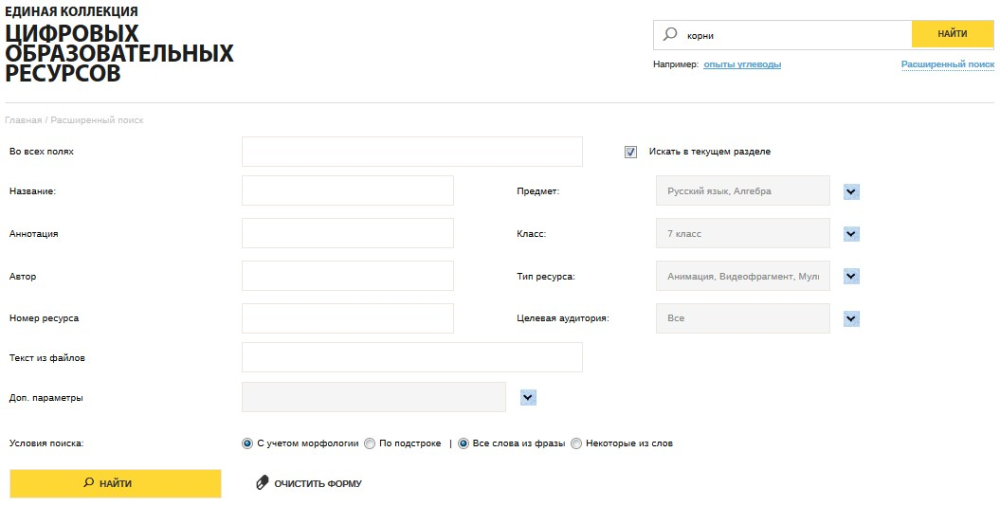 ЕДИНАЯ КОЛЛЕКЦИЯ
ЦИФРОВЫХ
ОБРАЗОВАТЕЛЬНЫХ
РЕСУРСОВ
корни
НАЙТИ
Например: опыты углеводы
Расширенный поиск
Главная / Расширенный поиск
Во всех полях
Искать в текущем разделе
Название:
Предмет:
Русский язык, Алгебра
Аннотация
Класс:
7 класс
Автор
Тип ресурса:
Анимация, Видеофрагмент, Мул
Номер ресурса
Целевая аудитория:
Все
Текст из файлов
Доп. параметры
Условия поиска:
С учетом морфологии
По подстроке |
Все слова из фразы
Некоторые из слов
НАЙТИ
ОЧИСТИТЬ ФОРМУ